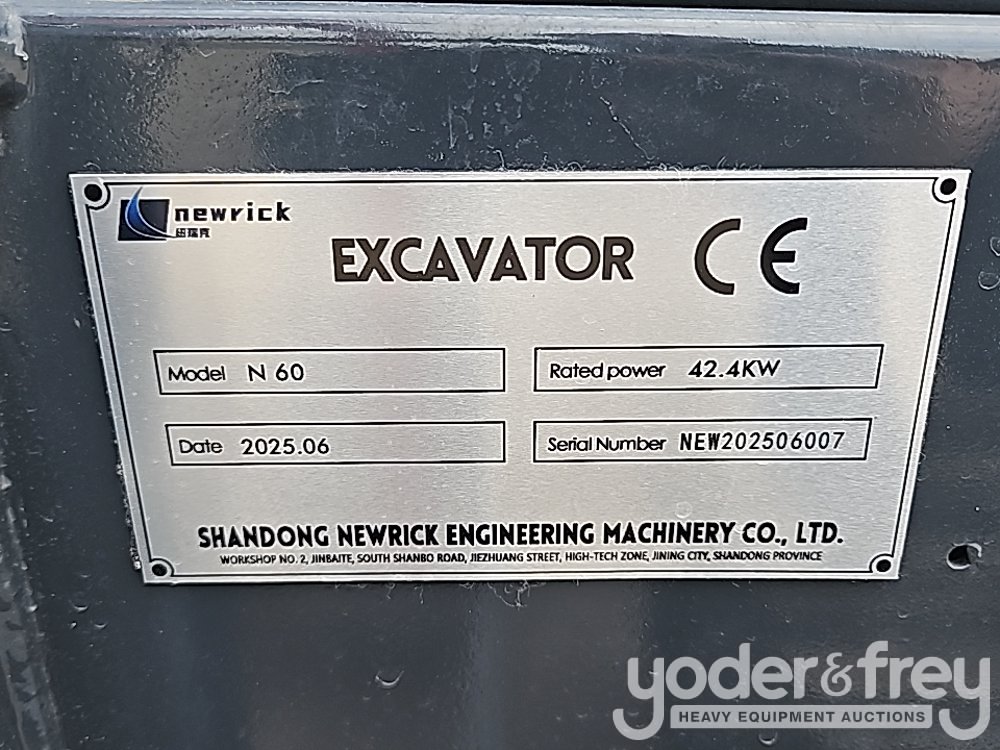 newrick
纽瑞克
EXCAVATOR CE
Model N 60
Rated power 42.4KW
Date 2025.06
Serial Number NEW202506007
SHANDONG NEWRICK ENGINEERING MACHINERY CO., LTD.
WORKSHOP NO. 2, JINBAITE, SOUTH SHANBO ROAD, JIEZHUANG STREET, HIGH-TECH ZONE, JINING CITY, SHANDONG PROVINCE
yoder&frey
HEAVY EQUIPMENT AUCTIONS